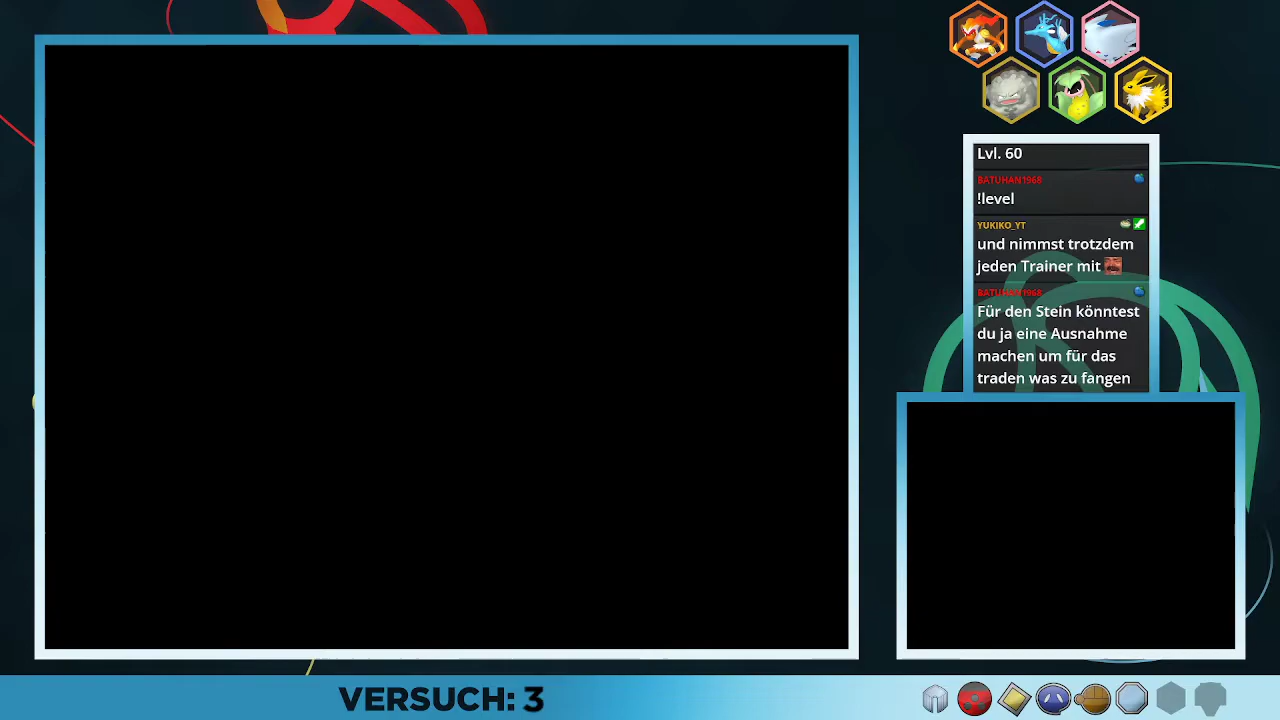 Lvl. 60
BATUHAN1968
!level
YUKIKO_YT
und nimmst trotzdem
jeden Trainer mit
BATUHAN1968
Für den Stein könntest
du ja eine Ausnahme
machen um für das
traden was zu fangen
VERSUCH: 3